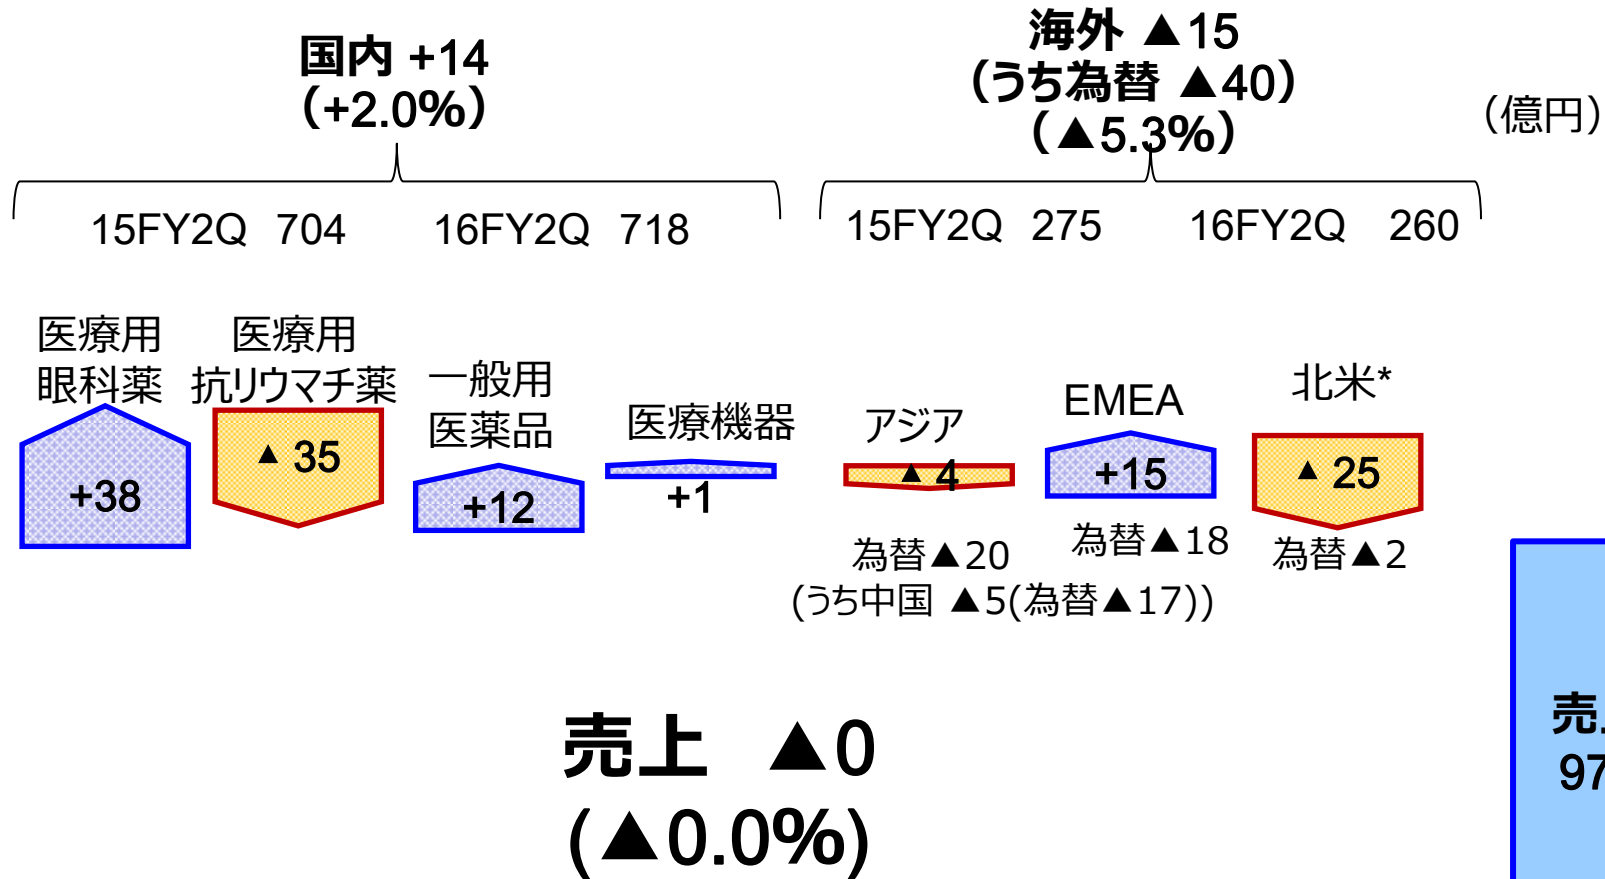 国内 +14
(+2.0%)
海外 ▲15
(うち為替 ▲40)
(▲5.3%)
(億円)
15FY2Q 704 16FY2Q 718
15FY2Q 275 16FY2Q 260
医療用
眼科薬
+38
医療用
抗リウマチ薬
▲ 35
一般用
医薬品
+12
医療機器
+1
アジア
▲ 4
為替▲20
(うち中国 ▲5(為替▲17))
EMEA
+15
為替▲18
北米*
▲ 25
為替▲2
売上 ▲0
(▲0.0%)
売
97